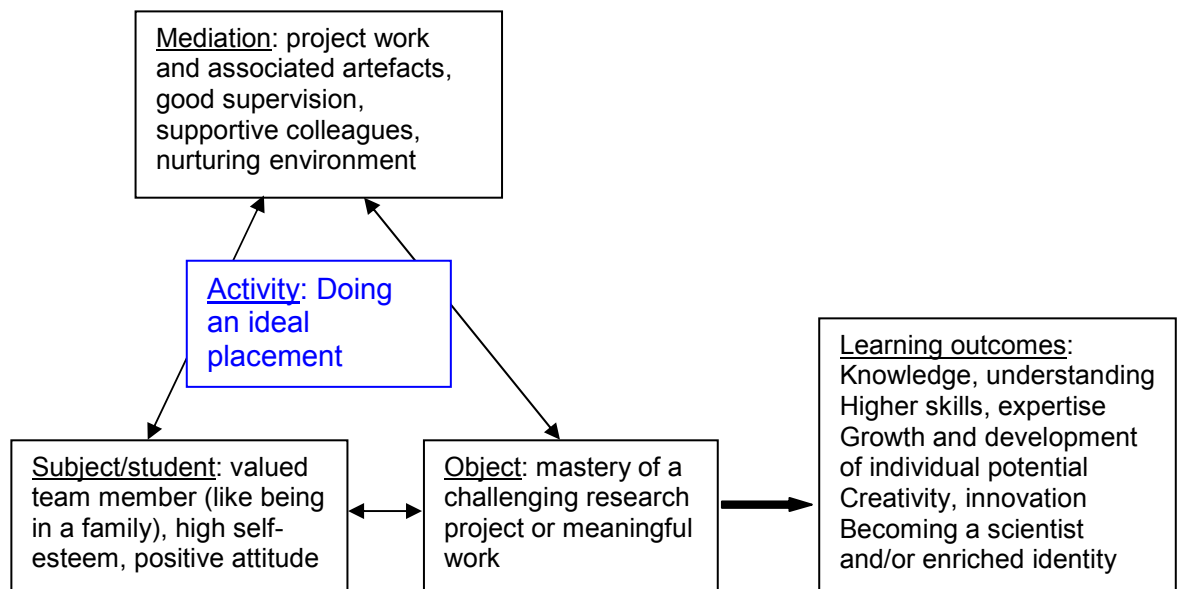 Mediation: project work
and associated artefacts,
good supervision,
supportive colleagues,
nurturing environment
Activity: Doing
an ideal
placement
Subject/student: valued
team member (like being
in a family), high self-
esteem, positive attitude
Object: mastery of a
challenging research
project or meaningful
work
Learning outcomes:
Knowledge, understanding
Higher skills, expertise
Growth and development
of individual potential
Creativity, innovation
Becoming a scientist
and/or enriched identity